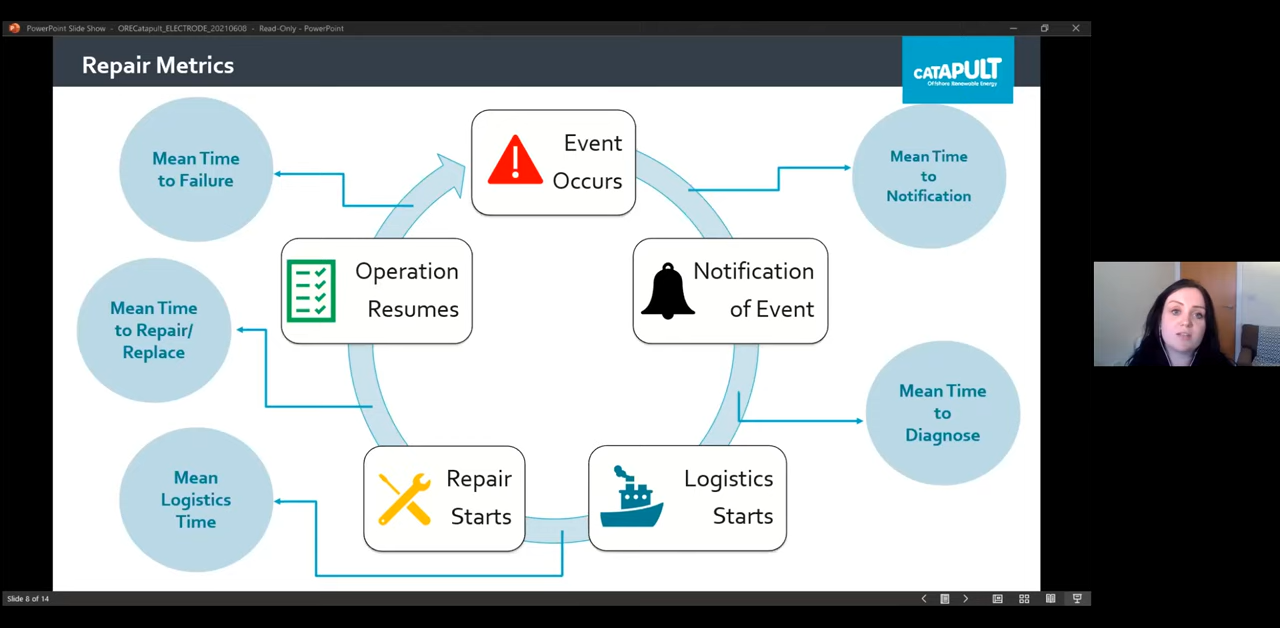 PowerPoint Slide Show - ORECatapult_ELECTRODE_20210608 - Read-Only - PowerPoint
Repair Metrics
CATAPULT
Offshore Renewable Energy
Event
Occurs
Mean Time
to Failure
Mean Time
to
Notification
Operation
Resumes
Notification
of Event
Mean Time
to Repair/
Replace
Mean Time
to
Diagnose
Mean
Logistics
Time
Repair
Starts
Logistics
Starts
Slide 8 of 14